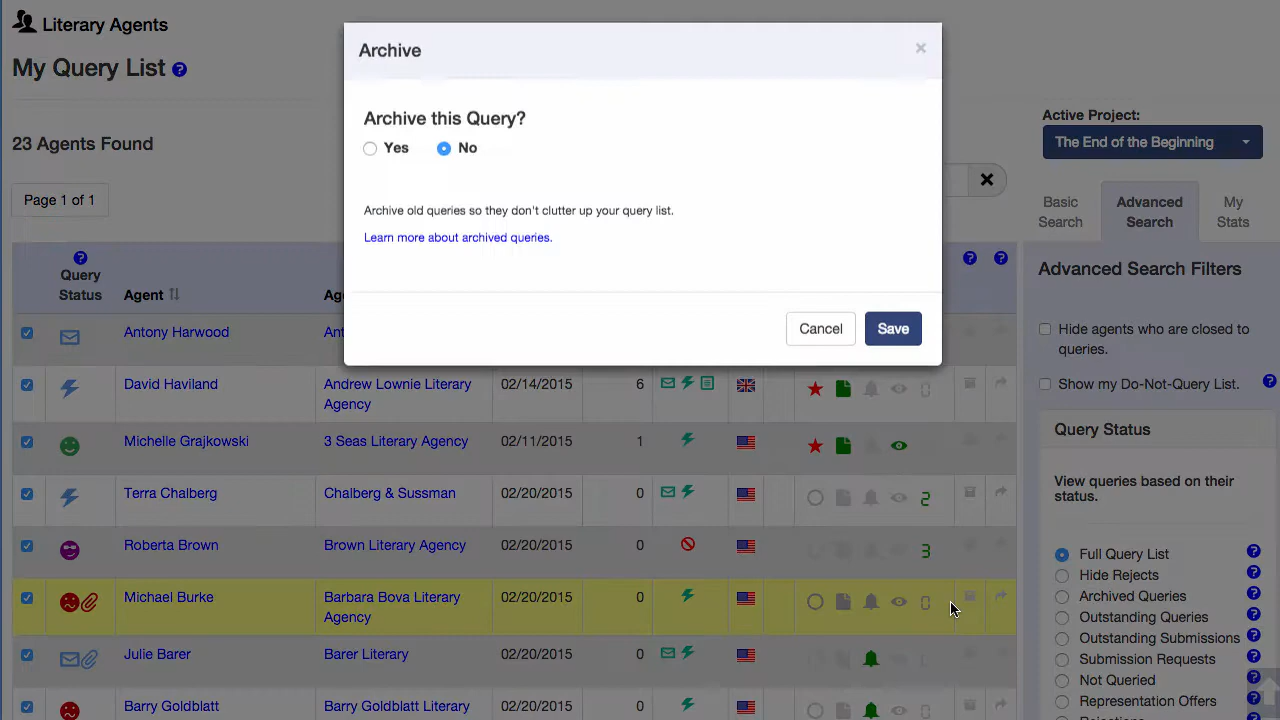 Literary Agents
My Query List
23 Agents Found
Page 1 of 1
Archive
×
Archive this Query?
Yes No
Archive old queries so they don't clutter up your query list.
Learn more about archived queries.
Cancel Save
Active Project:
The End of the Beginning
Basic Search
Advanced Search
My Stats
Query Status
Agent
Antony Harwood
David Haviland Andrew Lownie Literary Agency 02/14/2015 6
Michelle Grajkowski 3 Seas Literary Agency 02/11/2015 1
Terra Chalberg Chalberg & Sussman 02/20/2015 0 2
Roberta Brown Brown Literary Agency 02/20/2015 0 3
Michael Burke Barbara Bova Literary Agency 02/20/2015 0 0
Julie Barer Barer Literary 02/20/2015 0
Barry Goldblatt Barry Goldblatt Literary 02/20/2015 0
Advanced Search Filters
Hide agents who are closed to
queries.
Show my Do-Not-Query List.
Query Status
View queries based on their
status.
Full Query List
Hide Rejects
Archived Queries
Outstanding Queries
Outstanding Submissions
Submission Requests
Not Queried
Representation Offers